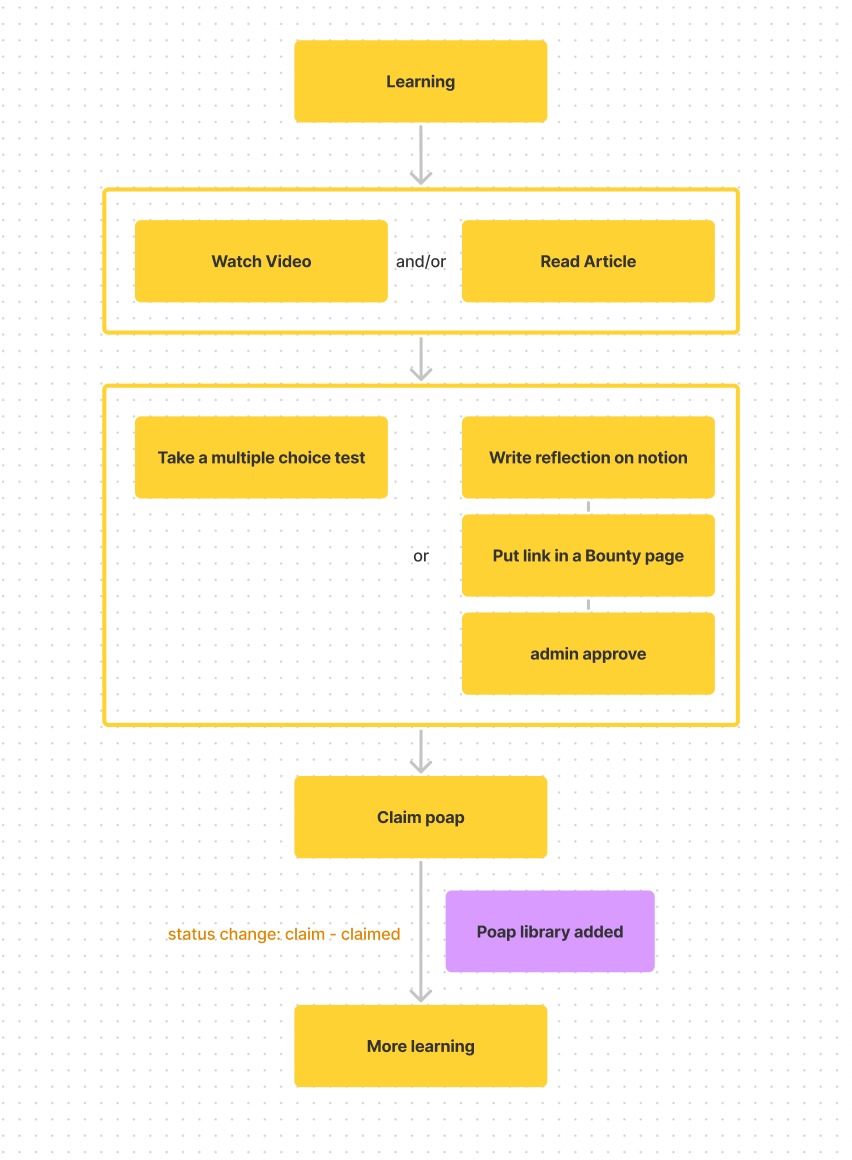 Learning
Watch Video
and/or
Read Article
Take a multiple choice test
or
Write reflection on notion
Put link in a Bounty page
admin approve
Claim poap
status change: claim - claimed
Poap library added
More learning